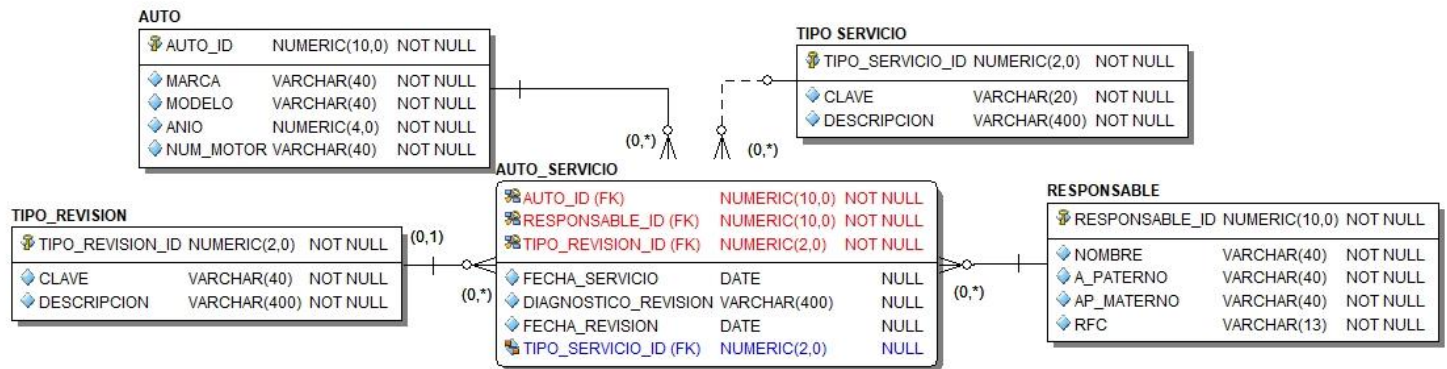 AUTO
AUTO_ID NUMERIC(10,0) NOT NULL
MARCA VARCHAR(40) NOT NULL
MODELO VARCHAR(40) NOT NULL
ANIO NUMERIC(4,0) NOT NULL
NUM_MOTOR VARCHAR(40) NOT NULL
TIPO SERVICIO
TIPO_SERVICIO_ID NUMERIC(2,0) NOT NULL
CLAVE VARCHAR(20) NOT NULL
DESCRIPCION VARCHAR(400) NOT NULL
(0,*)
(0,*)
TIPO_REVISION
TIPO_REVISION_ID NUMERIC(2,0) NOT NULL
CLAVE VARCHAR(40) NOT NULL
DESCRIPCION VARCHAR(400) NOT NULL
(0,1)
(0,*)
AUTO_SERVICIO
AUTO_ID (FK) NUMERIC(10,0) NOT NULL
RESPONSABLE_ID (FK) NUMERIC(10,0) NOT NULL
TIPO_REVISION_ID (FK) NUMERIC(2,0) NOT NULL
FECHA_SERVICIO DATE NULL
DIAGNOSTICO_REVISION VARCHAR(400) NULL
FECHA_REVISION DATE NULL
TIPO_SERVICIO_ID (FK) NUMERIC(2,0) NULL
(0,*)
RESPONSABLE
RESPONSABLE_ID NUMERIC(10,0) NOT NULL
NOMBRE VARCHAR(40) NOT NULL
A_PATERNO VARCHAR(40) NOT NULL
AP_MATERNO VARCHAR(40) NOT NULL
RFC VARCHAR(13) NOT NULL